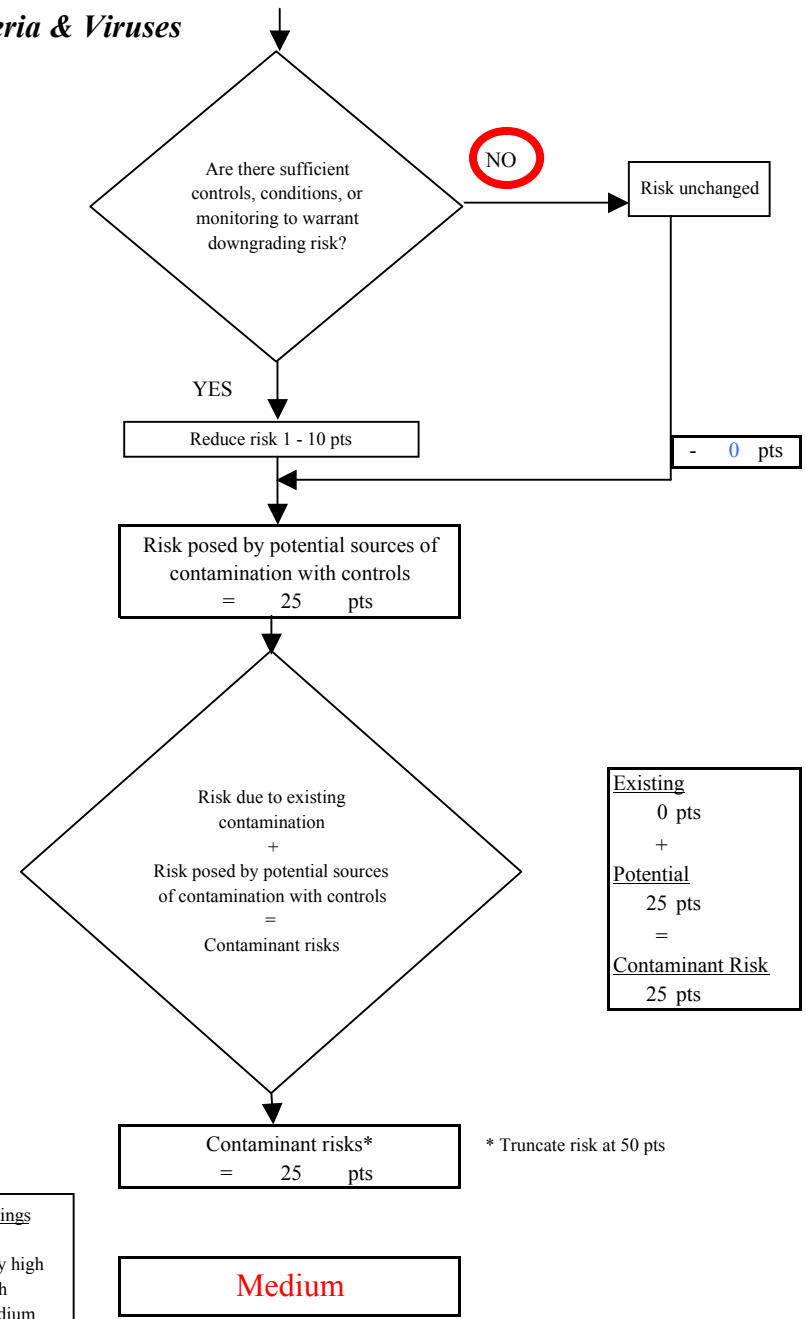 & Viruses
Are there sufficient
controls, conditions, or
monitoring to warrant
downgrading risk?
NO
Risk unchanged
YES
Reduce risk 1 - 10 pts
- 0 pts
Risk posed by potential sources of
contamination with controls
= 25 pts
Risk due to existing
contamination
+
Risk posed by potential sources
of contamination with controls
=
Contaminant risks
Existing
0 pts
+
Potential
25 pts
=
Contaminant Risk
25 pts
Contaminant risks*
= 25 pts
* Truncate risk at 50 pts
high
Medium